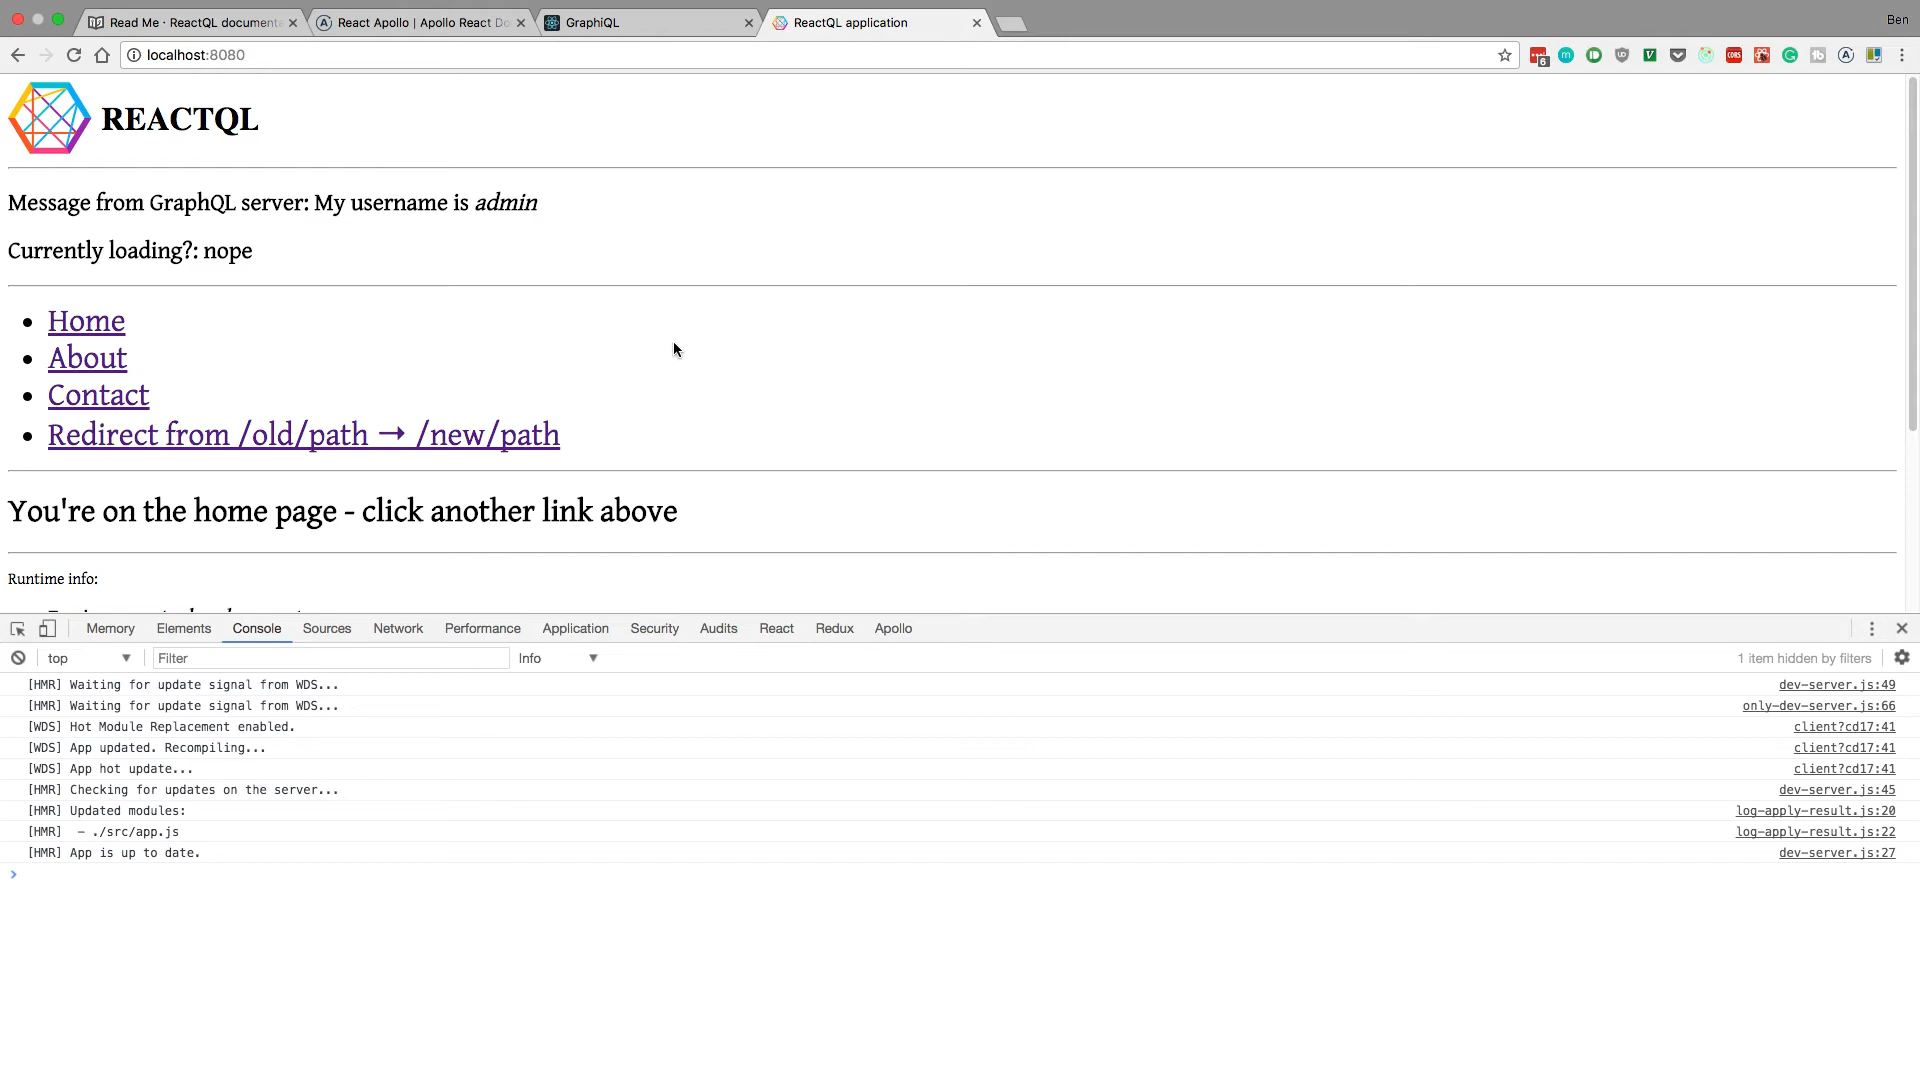 Read Me · ReactQL documenta
React Apollo | Apollo React Do
GraphiQL
ReactQL application
Ben
localhost:8080
6
CORS
REACTQL
Message from GraphQL server: My username is admin
Currently loading?: nope
Home
About
Contact
Redirect from /old/path → /new/path
You're on the home page - click another link above
Runtime info:
Memory Elements Console Sources Network Performance Application Security Audits React Redux Apollo
top Filter Info 1 item hidden by filters
[HMR] Waiting for update signal from WDS... dev-server.js:49
[HMR] Waiting for update signal from WDS... only-dev-server.js:66
[WDS] Hot Module Replacement enabled. client?cd17:41
[WDS] App updated. Recompiling... client?cd17:41
[WDS] App hot update... client?cd17:41
[HMR] Checking for updates on the server... dev-server.js:45
[HMR] Updated modules: log-apply-result.js:20
[HMR]  – ./src/app.js log-apply-result.js:22
[HMR] App is up to date. dev-server.js:27